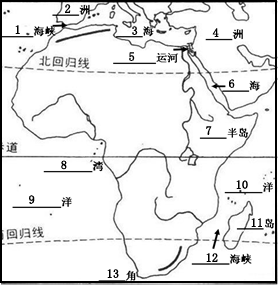 2 洲
1 海峡
3 海
4 洲
5 运河
北回归线
6 海
7 半岛
道
8 湾
10 洋
9 洋
11 岛
回归线
12 海峡
13 角